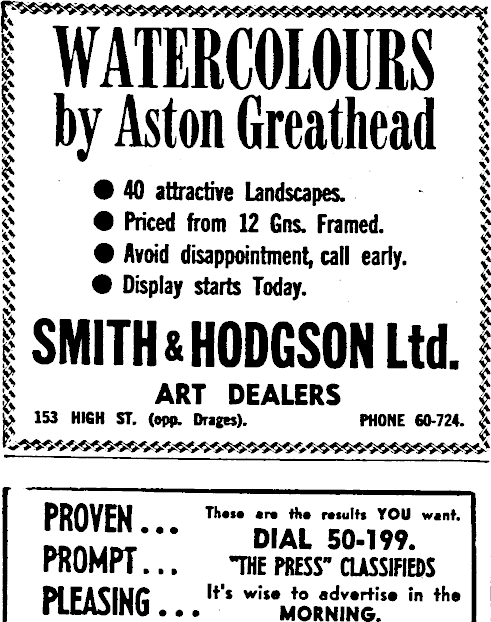 WATERCOLOURS
by Aston Greathead
● 40 attractive Landscapes.
● Priced from 12 Gns. Framed.
● Avoid disappointment, call early.
● Display starts Today.
SMITH & HODGSON Ltd.
ART DEALERS
153 HIGH ST. (opp. Drages). PHONE 60-724.
PROVEN ... These are the results YOU want.
DIAL 50-199.
PROMPT... "THE PRESS" CLASSIFIEDS
PLEASING ... It's wise to advertise in the
MORNING.